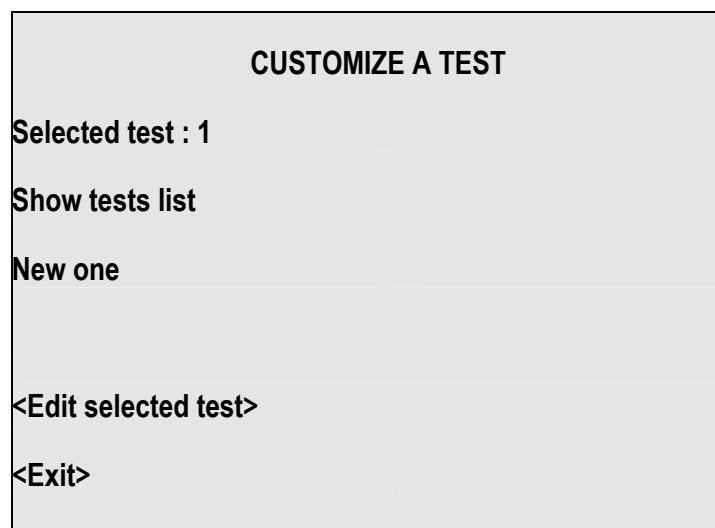 CUSTOMIZE A TEST
Selected test : 1
Show tests list
New one
<Edit selected test>
<Exit>